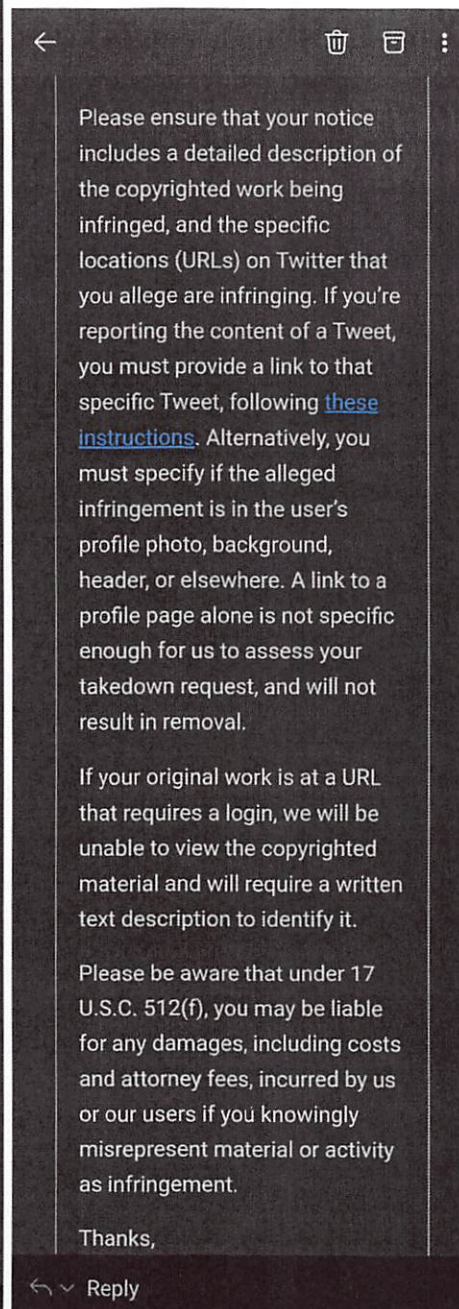 Please ensure that your notice
includes a detailed description of
the copyrighted work being
infringed, and the specific
locations (URLs) on Twitter that
you allege are infringing. If you're
reporting the content of a Tweet,
you must provide a link to that
specific Tweet, following these
instructions. Alternatively, you
must specify if the alleged
infringement is in the user's
profile photo, background,
header, or elsewhere. A link to a
profile page alone is not specific
enough for us to assess your
takedown request, and will not
result in removal.
If your original work is at a URL
that requires a login, we will be
unable to view the copyrighted
material and will require a written
text description to identify it.
Please be aware that under 17
U.S.C. 512(f), you may be liable
for any damages, including costs
and attorney fees, incurred by us
or our users if you knowingly
misrepresent material or activity
as infringement.
Thanks,
Reply